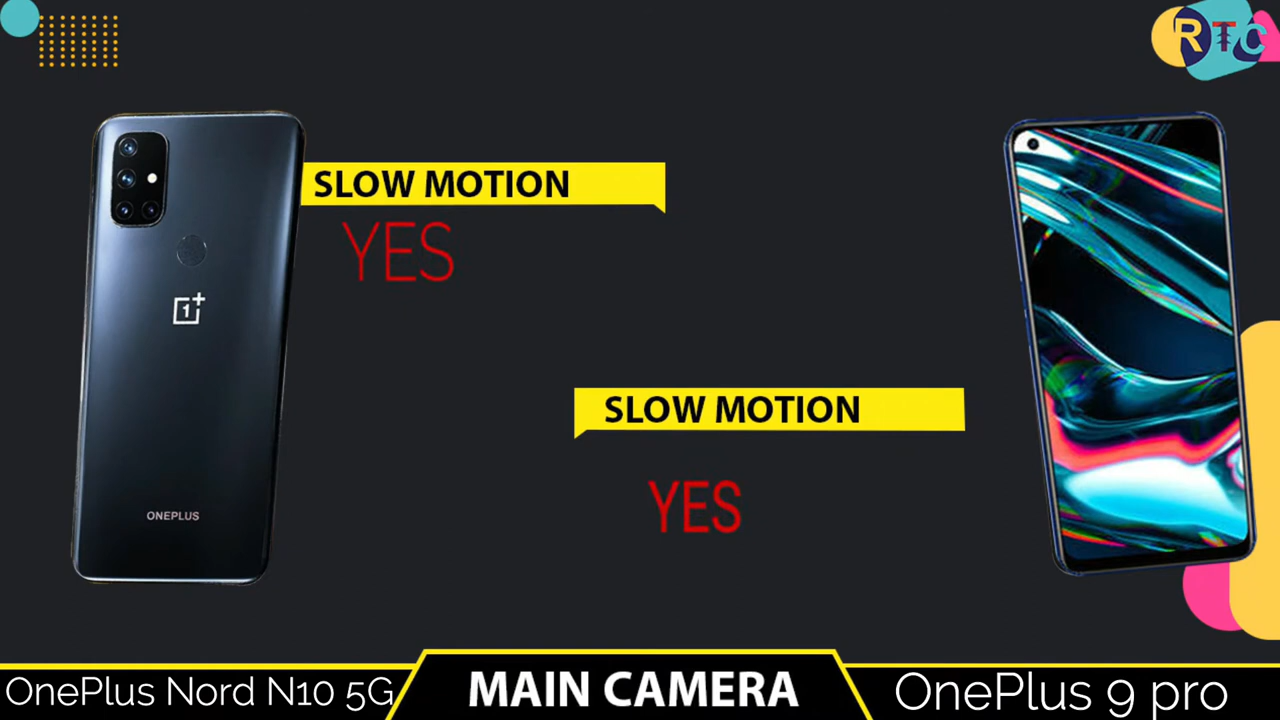 RTC
SLOW MOTION
YES
1+
ONEPLUS
SLOW MOTION
YES
OnePlus Nord N10 5G
MAIN CAMERA
OnePlus 9 pro